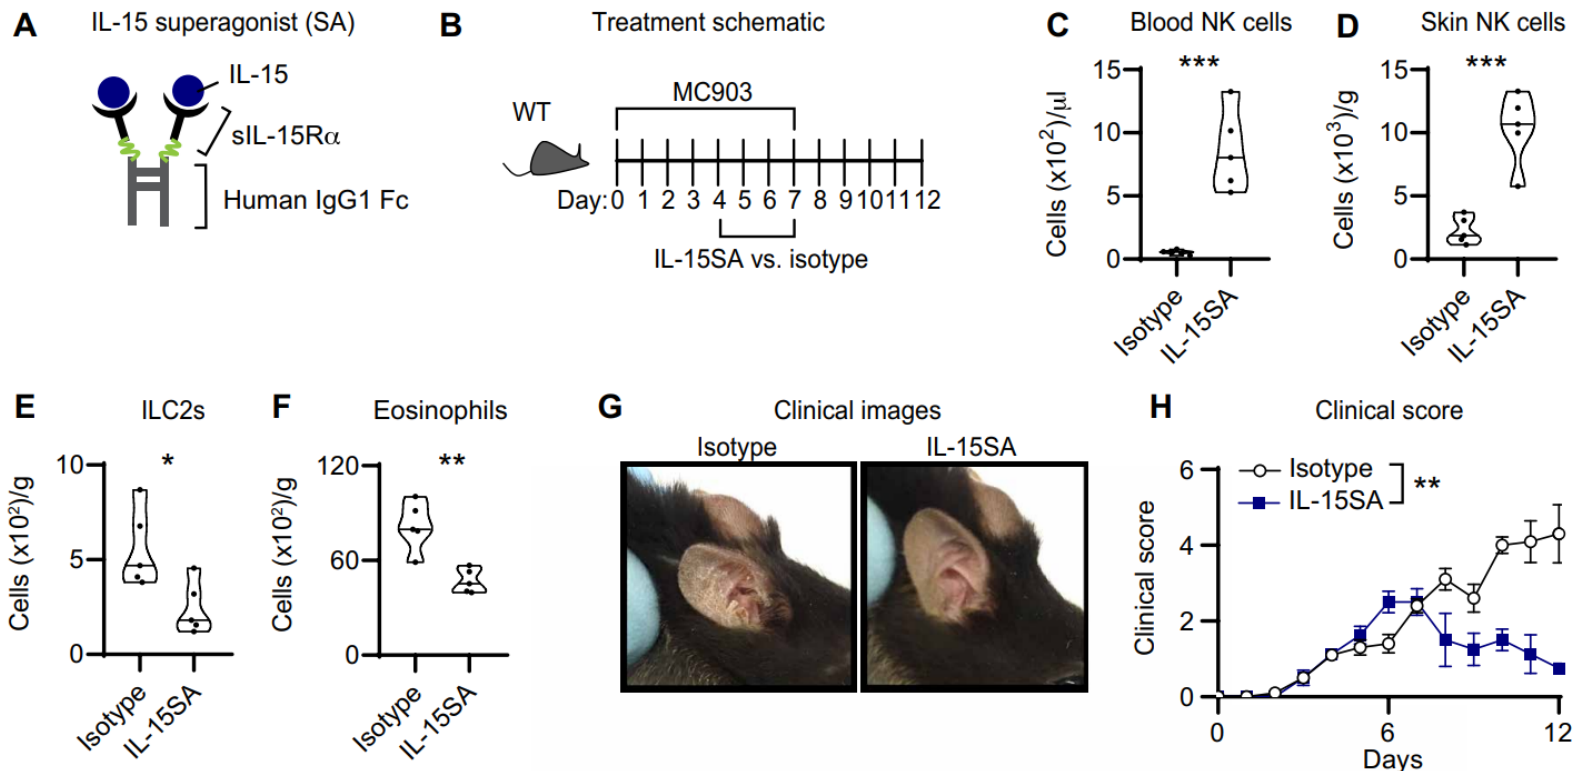 A IL-15 superagonist (SA)
IL-15
sIL-15Rα
Human IgG1 Fc
B Treatment schematic
MC903
WT
Day: 0 1 2 3 4 5 6 7 8 9 10 11 12
IL-15SA vs. isotype
C Blood NK cells
***
Cells (x10²)/µl
15
10
5
0
Isotype
IL-15SA
D Skin NK cells
***
Cells (x10³)/g
15
10
5
0
Isotype
IL-15SA
E ILC2s
*
Cells (x10²)/g
10
5
0
Isotype
IL-15SA
F Eosinophils
**
Cells (x10²)/g
120
60
0
Isotype
IL-15SA
G Clinical images
Isotype IL-15SA
H Clinical score
Isotype
IL-15SA
**
Clinical score
6
4
2
0
0 6 12
Days